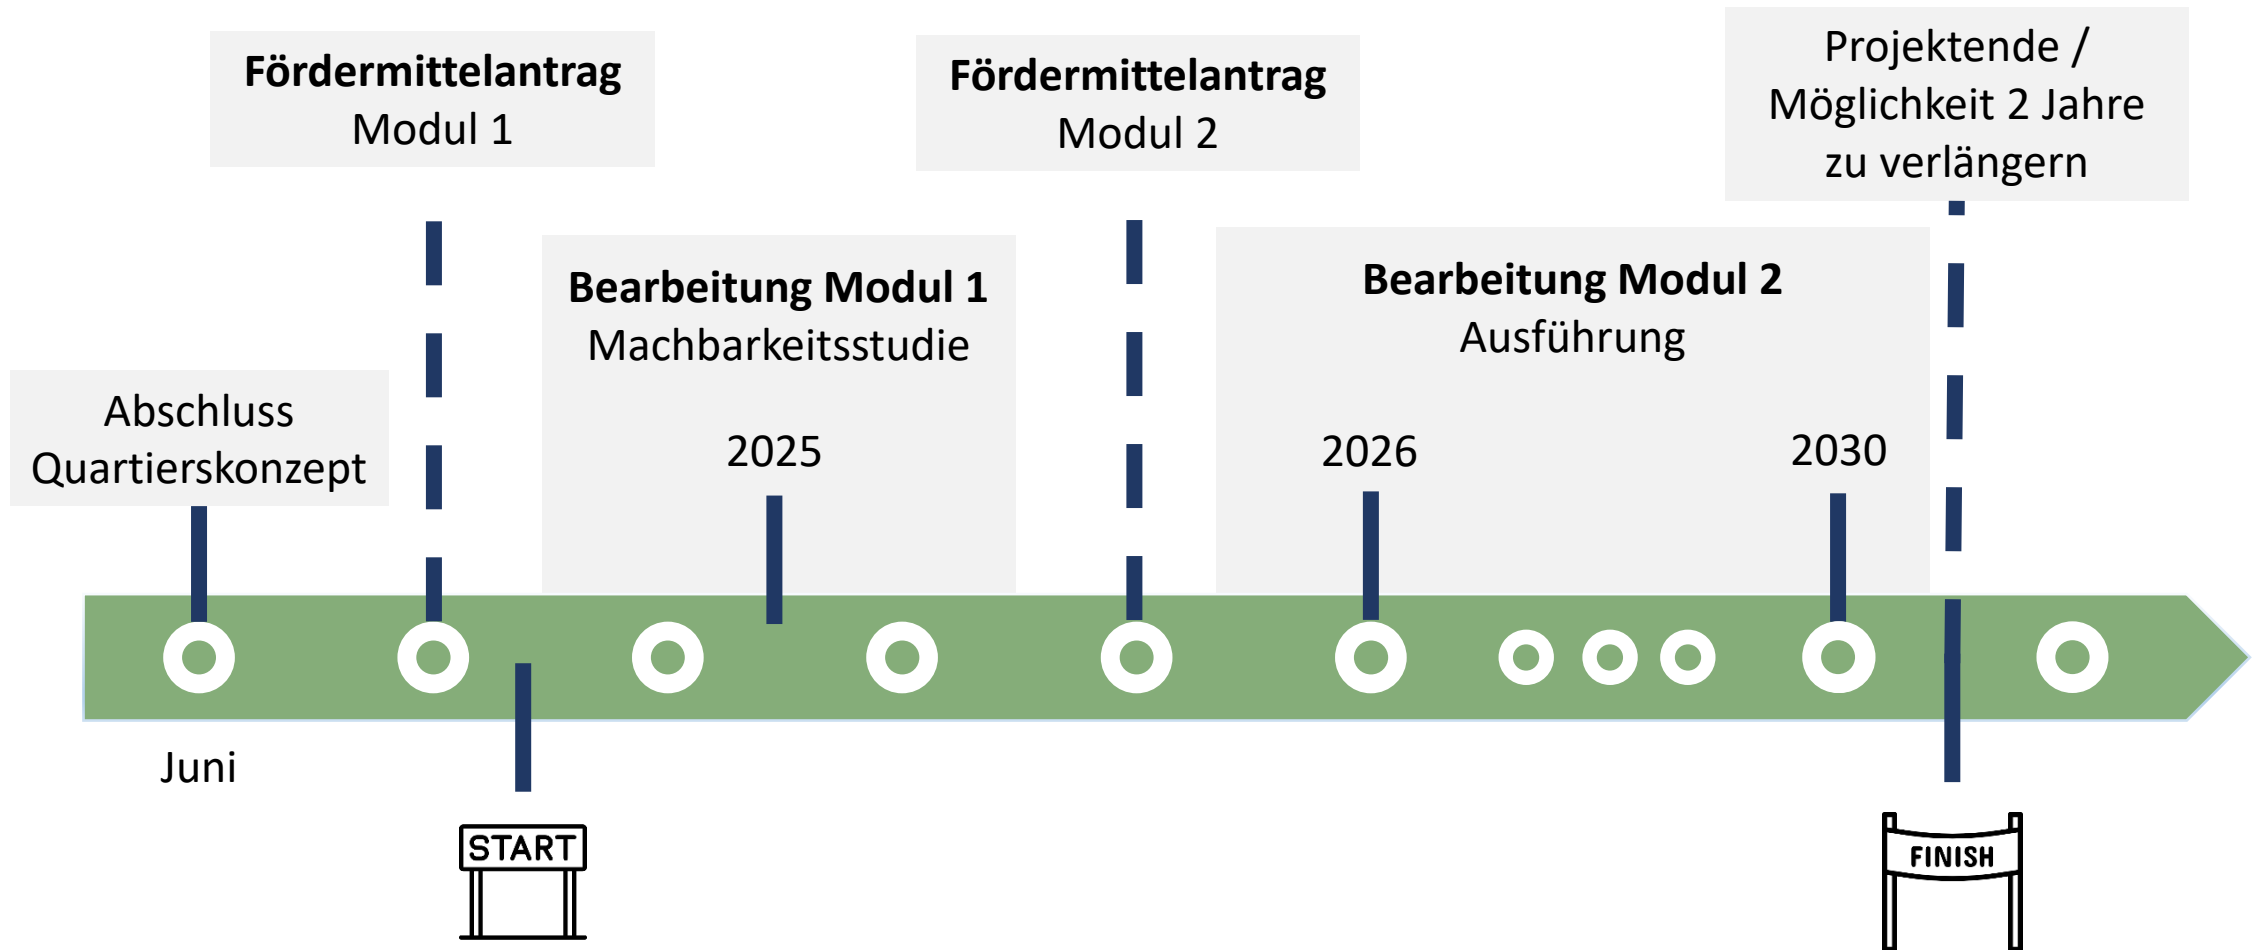 Fördermittelantrag
Modul 1
Fördermittelantrag
Modul 2
Projektende /
Möglichkeit 2 Jahre
zu verlängern
Bearbeitung Modul 1
Machbarkeitsstudie
Bearbeitung Modul 2
Ausführung
Abschluss
Quartierskonzept
2025
2026
2030
Juni
START
FINISH